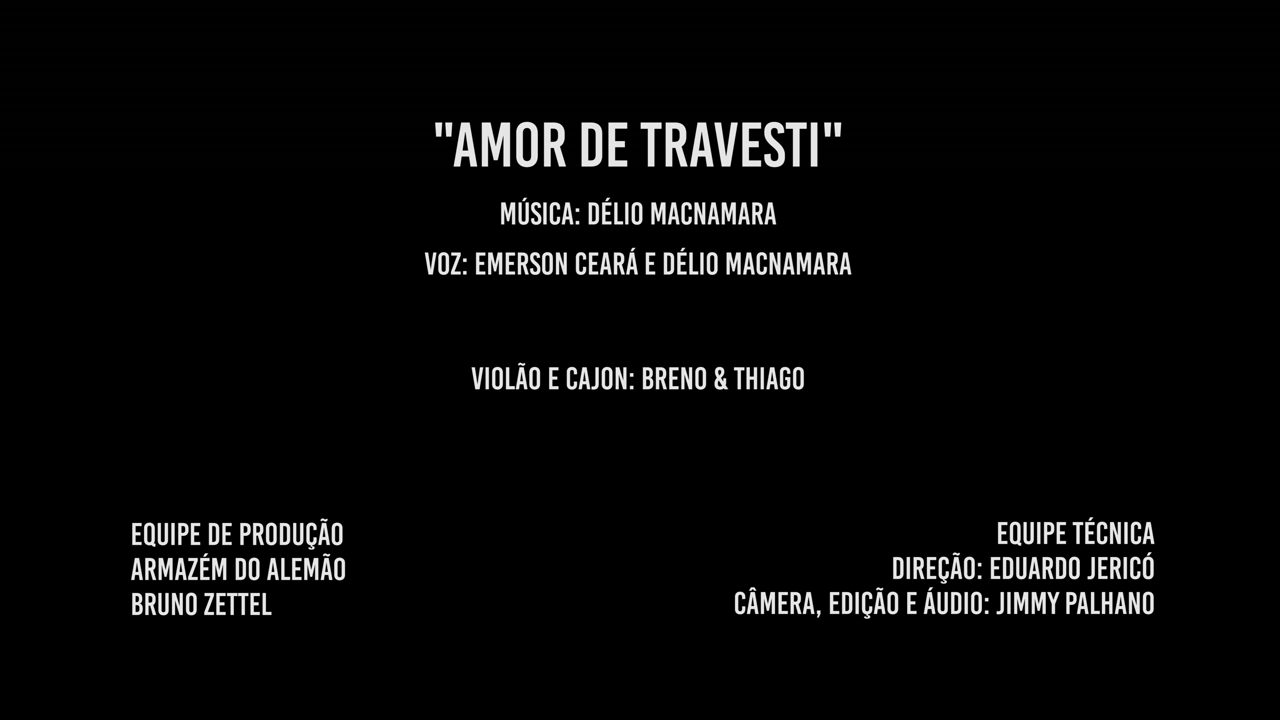 "AMOR DE TRAVESTI"
MÚSICA: DÉLIO MACNAMARA
VOZ: EMERSON CEARÁ E DÉLIO MACNAMARA
VIOLÃO E CAJON: BRENO & THIAGO
EQUIPE DE PRODUÇÃO
ARMAZÉM DO ALEMÃO
BRUNO ZETTEL
EQUIPE TÉCNICA
DIREÇÃO: EDUARDO JERICÓ
CÂMERA, EDIÇÃO E ÁUDIO: JIMMY PALHANO